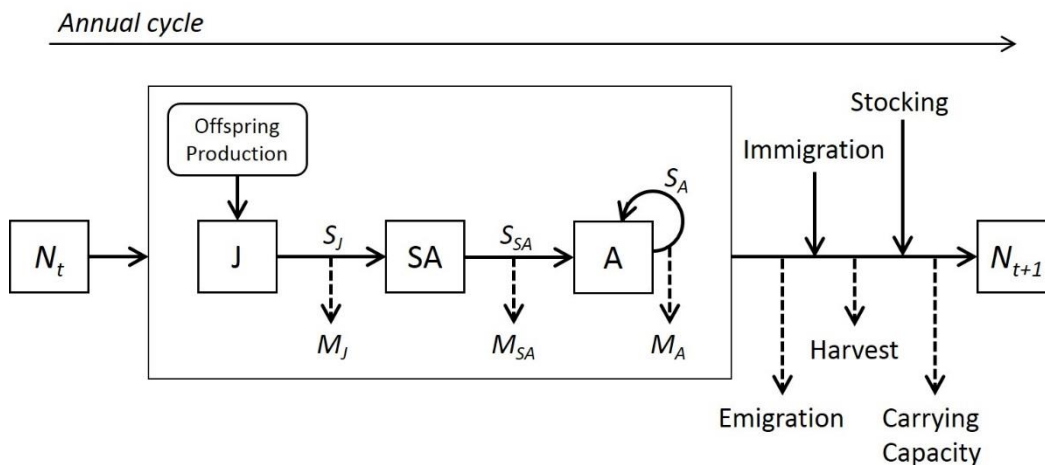 Annual cycle
Stocking
Offspring
Production
Immigration
N_t
J
S_J
SA
S_SA
A
S_A
N_{t+1}
M_J
M_SA
M_A
Harvest
Emigration
Carrying
Capacity